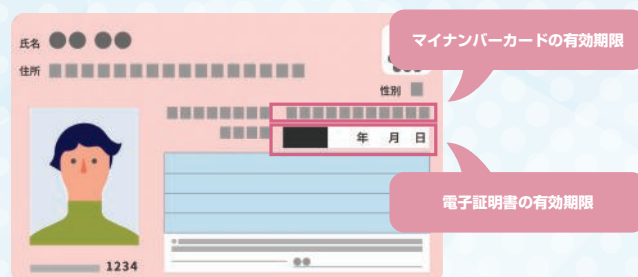 氏名
マイナンバーカードの有効期限
住所
性別
年 月 日
電子証明書の有効期限
1234